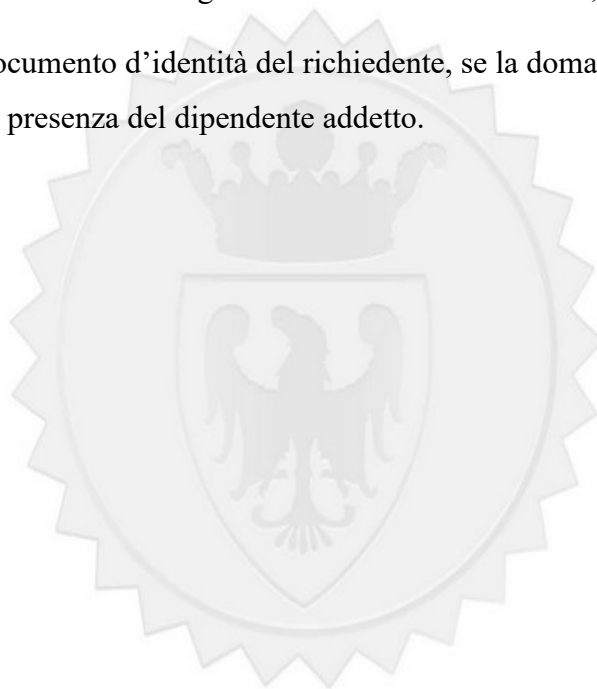 ocumento d’identità del richiedente, se la doma
presenza del dipendente addetto.